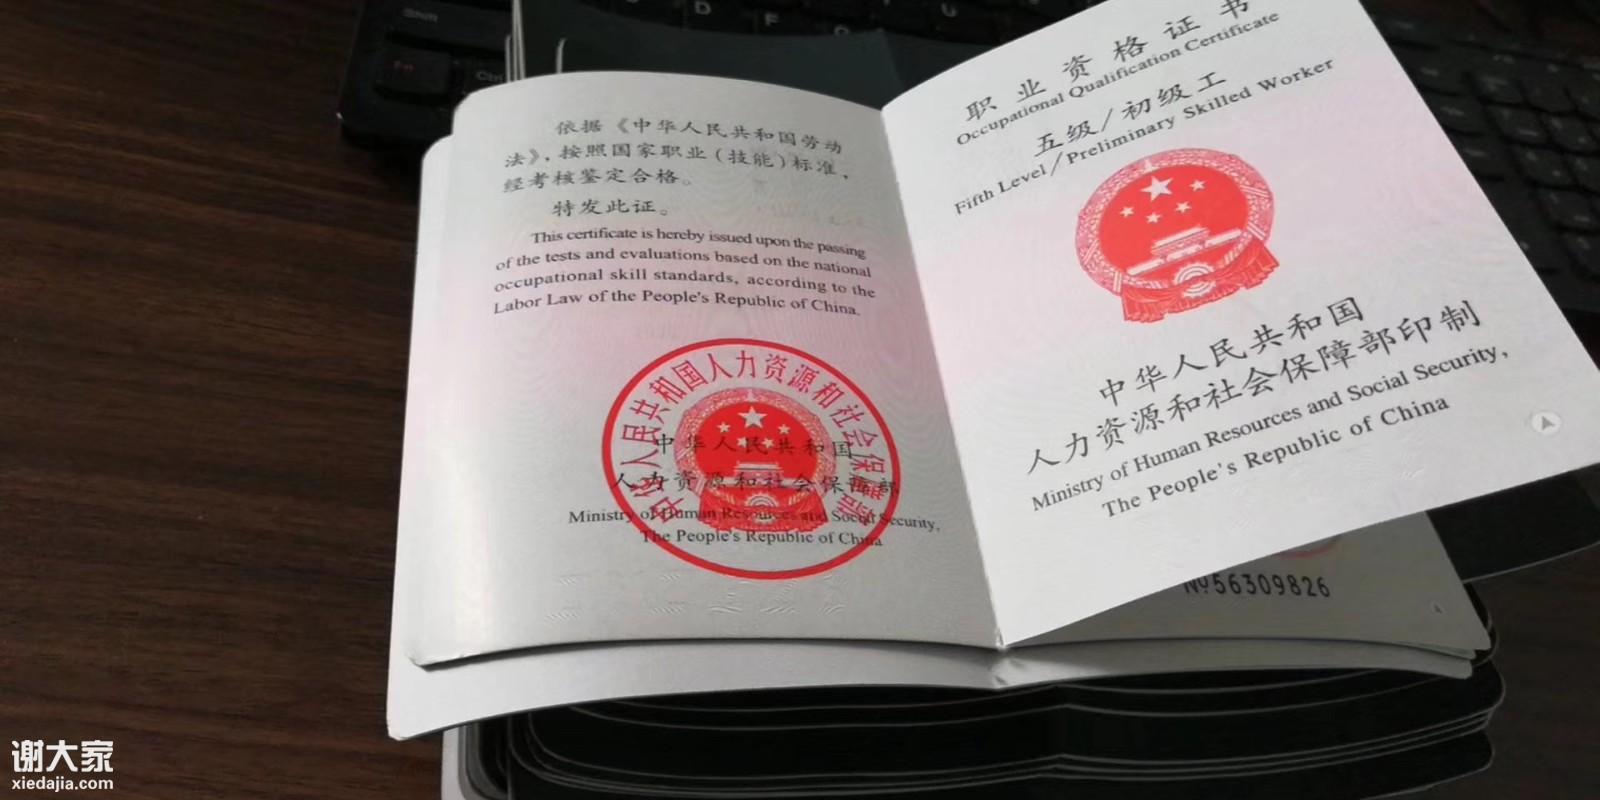 依据《中华人民共和国劳动
法》，按照国家职业（技能）标准，
经考核鉴定合格。
特发此证。
This certificate is hereby issued upon the passing
of the tests and evaluations based on the national
occupational skill standards, according to the
Labor Law of the People's Republic of China.
中华人民共和国人力资源和社会保障部
中华人民共和国
人力资源和社会保障部
Ministry of Human Resources and Social Security,
The People's Republic of China
职业资格证书
Occupational Qualification Certificate
五级/初级工
Fifth Level/Preliminary Skilled Worker
中华人民共和国
人力资源和社会保障部印制
Ministry of Human Resources and Social Security,
The People's Republic of China
№56309826
Shift
Fn
Ctrl
D
F
谢大家
xiedajia.com